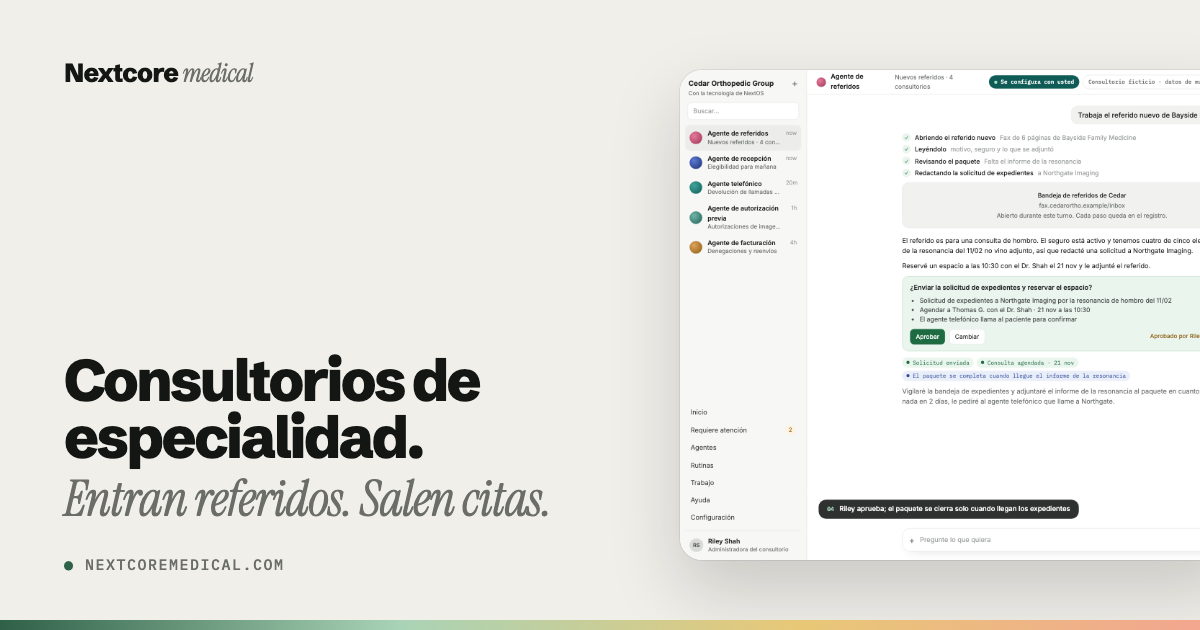 Nextcore medical
Consultorios de
especialidad.
Entran referidos. Salen citas.
NEXTCOREMEDICAL.COM
Cedar Orthopedic Group
+
Con la tecnología de NexIOS
Buscar...
Agente de referidos
now
Nuevos referidos · 4 con...
Agente de recepción
now
Elegibilidad para mañana
Agente telefónico
20m
Devolución de llamadas ...
Agente de autorización
previa
1h
Autorizaciones de image...
Agente de facturación
4h
Denegaciones y reenvíos
Inicio
Requiere atención
2
Agentes
Rutinas
Trabajo
Ayuda
Configuración
RS
Riley Shah
Administradora del consultorio
Agente de
referidos
Nuevos referidos · 4
consultorios
Se configura con usted
Consultorio ficticio · datos de
Trabaja el referido nuevo de Bayside
Abriendo el referido nuevo Fax de 6 páginas de Bayside Family Medicine
Leyéndolo motivo, seguro y lo que se adjuntó
Revisando el paquete Falta el informe de la resonancia
Redactando la solicitud de expedientes a Northgate Imaging
Bandeja de referidos de Cedar
fax.cedarortho.example/inbox
Abierto durante este turno. Cada paso queda en el registro.
El referido es para una consulta de hombro. El seguro está activo y tenemos cuatro de cinco
de la resonancia del 11/02 no vino adjunto, así que redacté una solicitud a Northgate Imaging.
Reservé un espacio a las 10:30 con el Dr. Shah el 21 nov y le adjunté el referido.
¿Enviar la solicitud de expedientes y reservar el espacio?
• Solicitud de expedientes a Northgate Imaging por la resonancia de hombro del 11/02
• Agendar a Thomas G. con el Dr. Shah · 21 nov a las 10:30
• El agente telefónico llama al paciente para confirmar
Aprobar
Cambiar
Aprobado por
Solicitud enviada
Consulta agendada · 21 nov
El paquete se completa cuando llegue el informe de la resonancia
Vigilaré la bandeja de expedientes y adjuntaré el informe de la resonancia al paquete en cuanto
nada en 2 días, le pediré al agente telefónico que llame a Northgate.
04 Riley aprueba; el paquete se cierra solo cuando llegan los expedientes
+ Pregunte lo que quiera